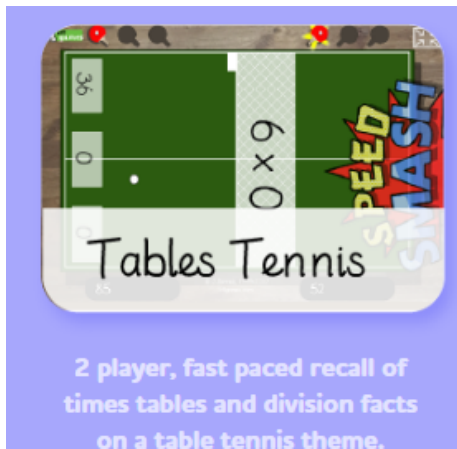 36
0
6 × 0
SPEED
SMASH
Tables Tennis
2 player, fast paced recall of
times tables and division facts
on a table tennis theme.